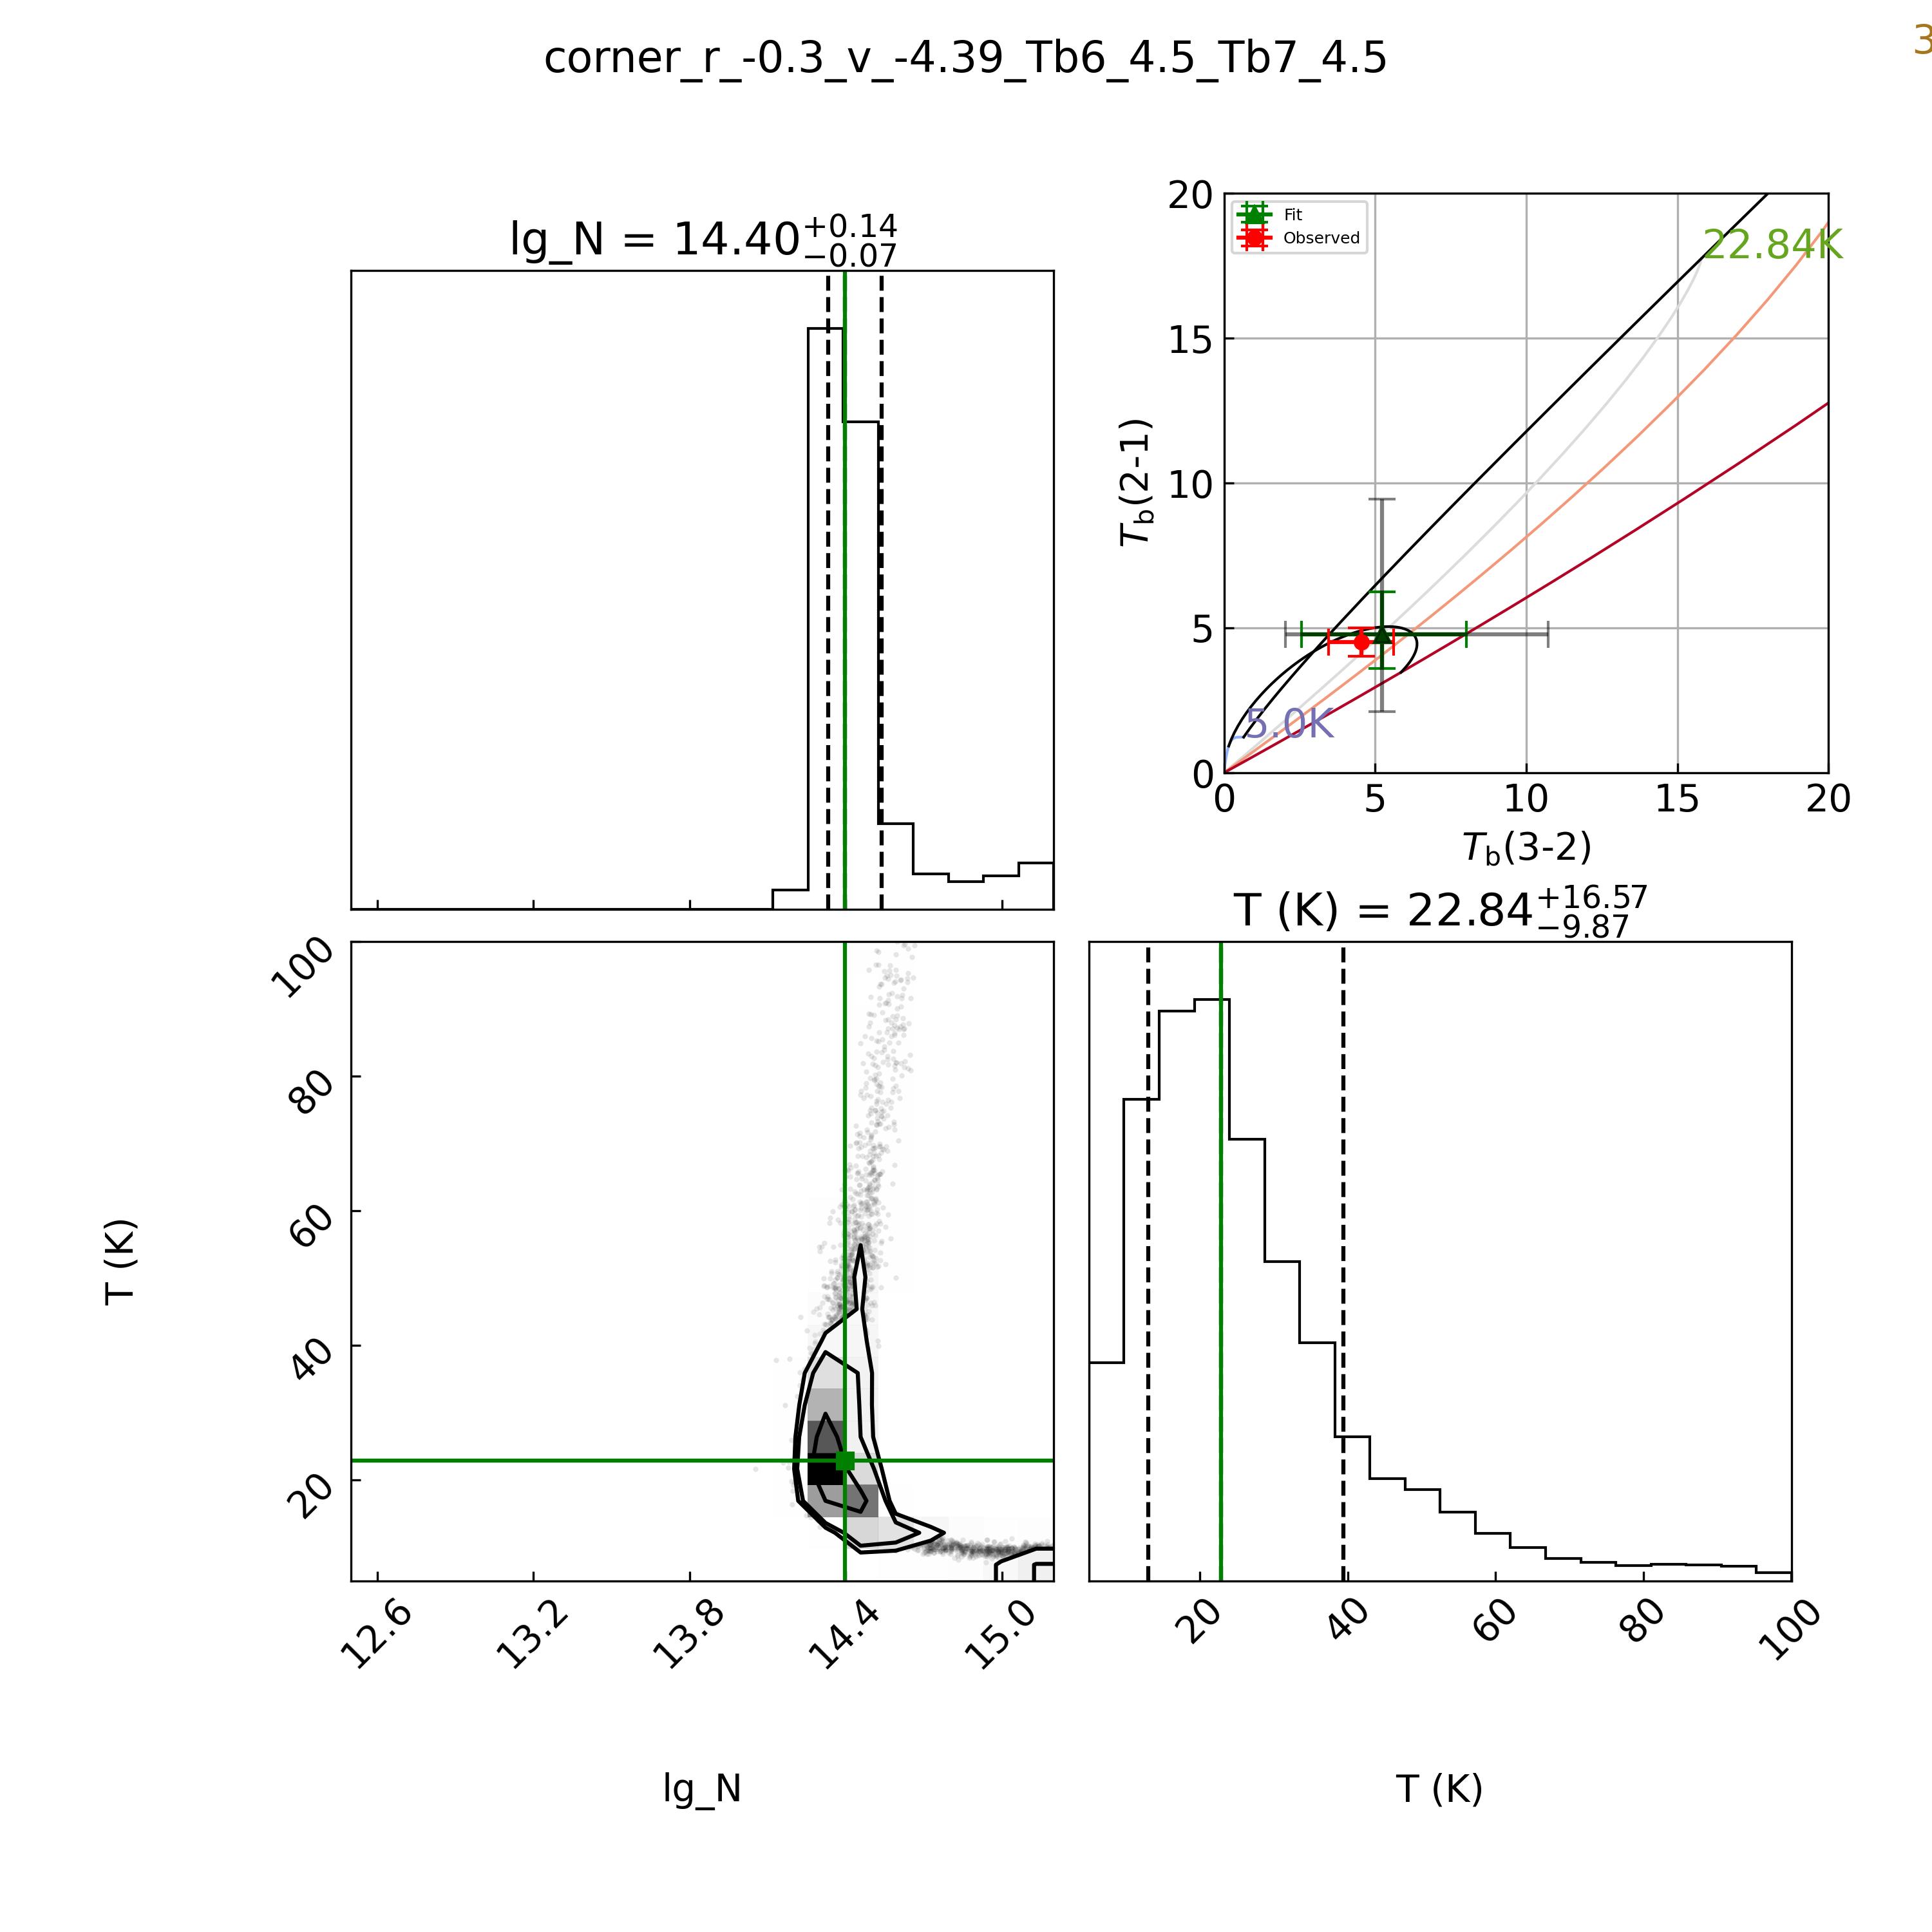 3
corner_r_-0.3_v_-4.39_Tb6_4.5_Tb7_4.5
lg_N = 14.40 +0.14 −0.07
20
15
10
5
0
Fit
Observed
22.84K
5.0K
T_b(2-1)
0 5 10 15 20
T_b(3-2)
T (K) = 22.84 +16.57 −9.87
100
80
60
40
20
T (K)
12.6 13.2 13.8 14.4 15.0
20 40 60 80 100
lg_N
T (K)